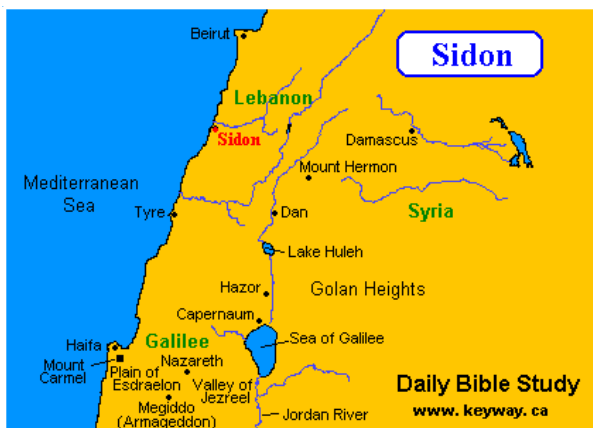 Beirut
Sidon
Lebanon
Sidon
Damascus
Mount Hermon
Mediterranean
Sea
Tyre
Dan
Syria
Lake Huleh
Hazor
Golan Heights
Capernaum
Haifa
Galilee
Sea of Galilee
Mount
Carmel
Nazareth
Plain of
Esdraelon
Valley of
Jezreel
Megiddo
(Armageddon)
Jordan River
Daily Bible Study
www.keyway.ca